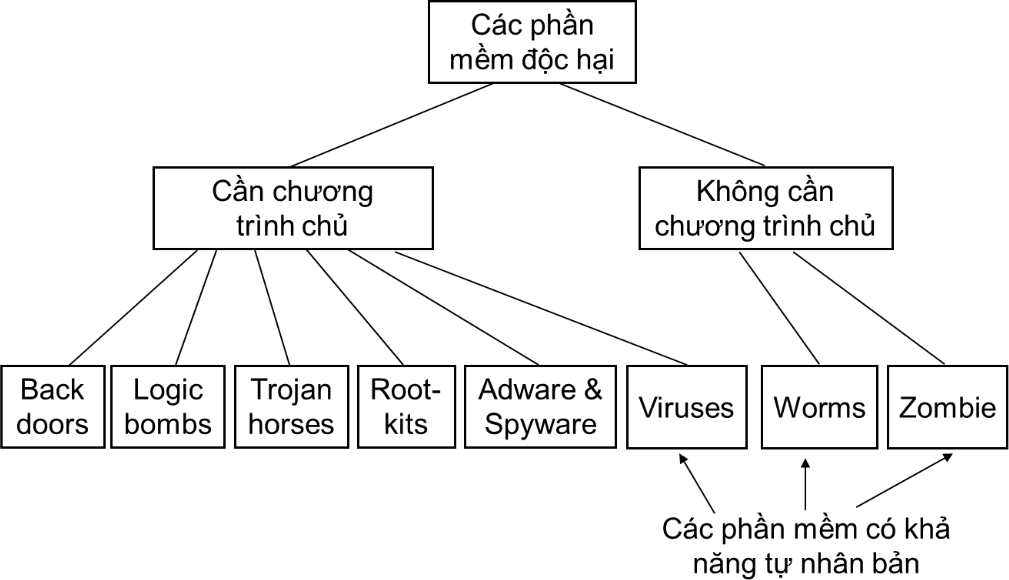 Các phần
mềm độc hại
Cần chương
trình chủ
Không cần
chương trình chủ
Back
doors
Logic
bombs
Trojan
horses
Root-
kits
Adware &
Spyware
Viruses
Worms
Zombie
Các phần mềm có khả
năng tự nhân bản